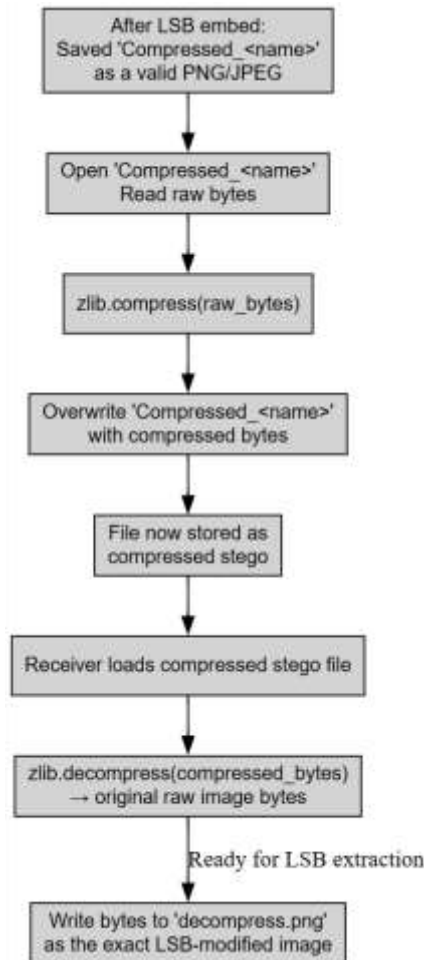 After LSB embed:
Saved 'Compressed_<name>'
as a valid PNG/JPEG
Open 'Compressed_<name>'
Read raw bytes
zlib.compress(raw_bytes)
Overwrite 'Compressed_<name>'
with compressed bytes
File now stored as
compressed stego
Receiver loads compressed stego file
zlib.decompress(compressed_bytes)
→ original raw image bytes
Ready for LSB extraction
Write bytes to 'decompress.png'
as the exact LSB-modified image